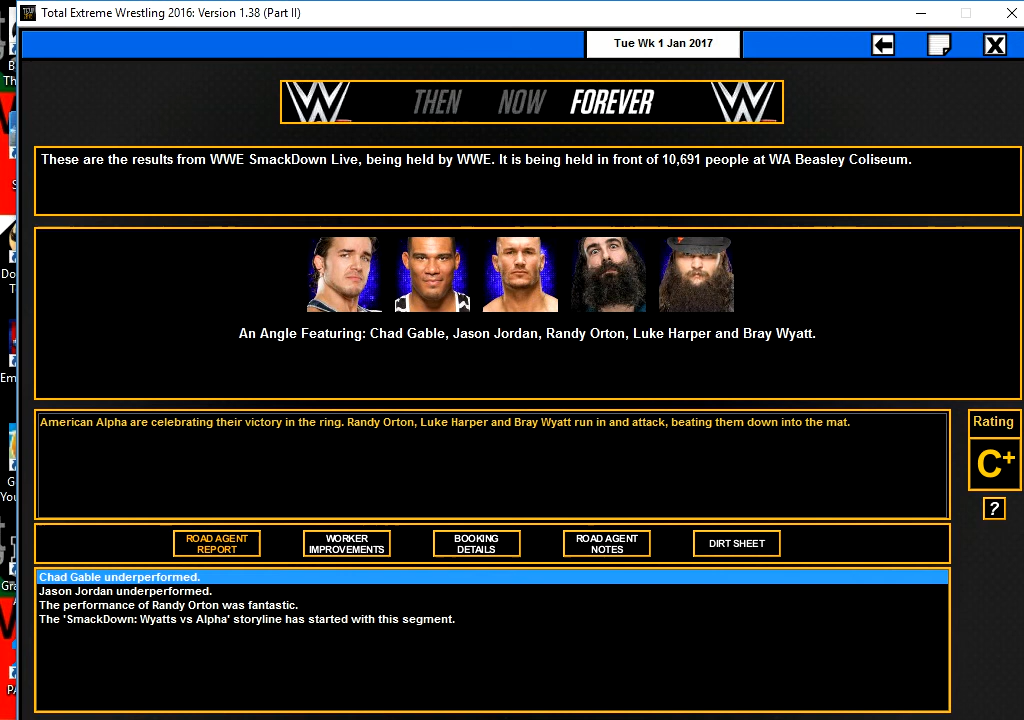 Total Extreme Wrestling 2016: Version 1.38 (Part II)
Tue Wk 1 Jan 2017
THEN NOW FOREVER
These are the results from WWE SmackDown Live, being held by WWE. It is being held in front of 10,691 people at WA Beasley Coliseum.
An Angle Featuring: Chad Gable, Jason Jordan, Randy Orton, Luke Harper and Bray Wyatt.
American Alpha are celebrating their victory in the ring. Randy Orton, Luke Harper and Bray Wyatt run in and attack, beating them down into the mat.
Rating
C+
?
ROAD AGENT REPORT
WORKER IMPROVEMENTS
BOOKING DETAILS
ROAD AGENT NOTES
DIRT SHEET
Chad Gable underperformed.
Jason Jordan underperformed.
The performance of Randy Orton was fantastic.
The 'SmackDown: Wyatts vs Alpha' storyline has started with this segment.